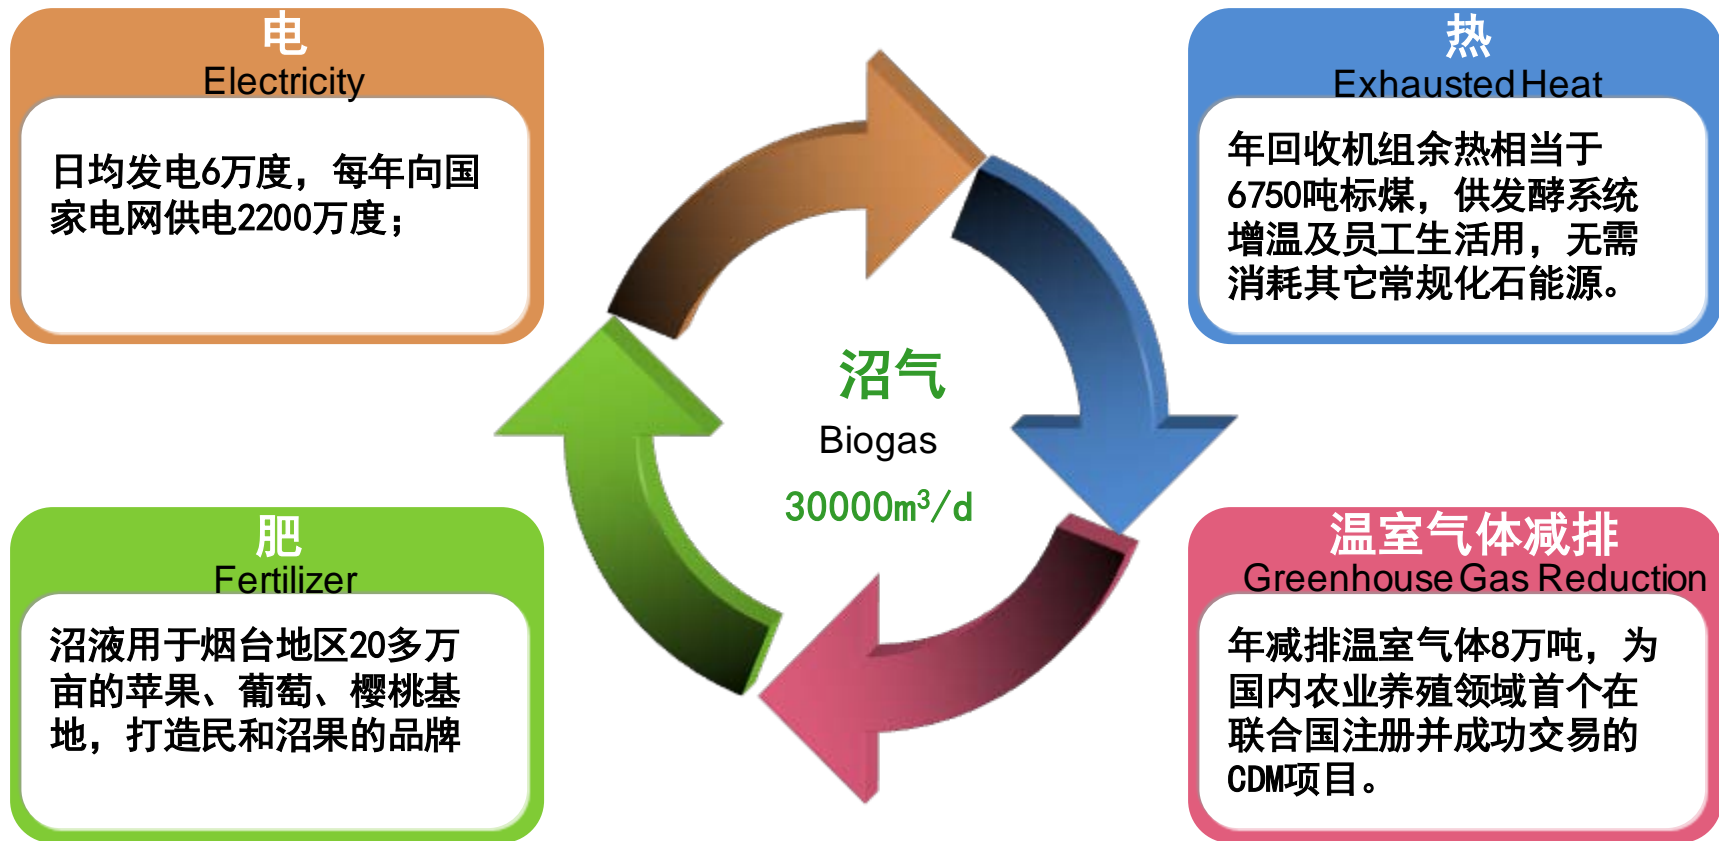 电
Electricity
日均发电6万度，每年向国
家电网供电2200万度；
热
Exhausted Heat
年回收机组余热相当于
6750吨标煤，供发酵系统
增温及员工生活用，无需
消耗其它常规化石能源。
沼气
Biogas
30000m³/d
肥
Fertilizer
沼液用于烟台地区20多万
亩的苹果、葡萄、樱桃基
地，打造民和沼果的品牌
温室气体减排
Greenhouse Gas Reduction
年减排温室气体8万吨，为
国内农业养殖领域首个在
联合国注册并成功交易的
CDM项目。